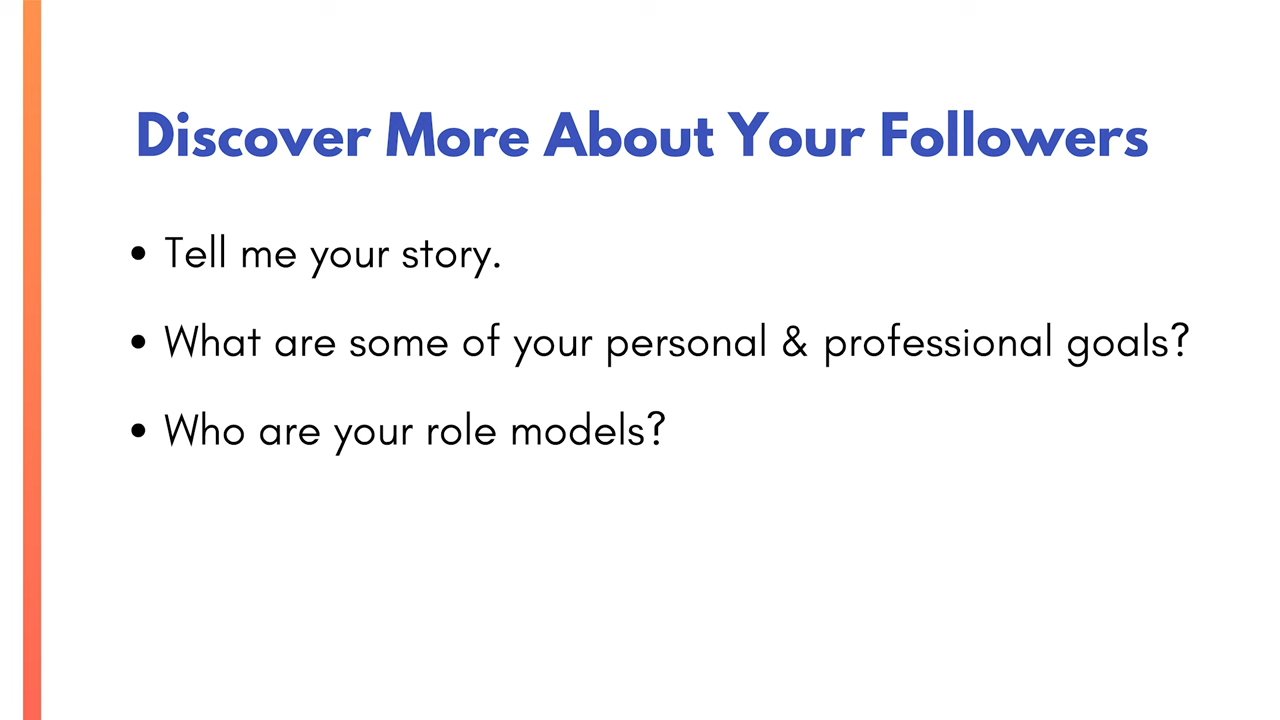 Discover More About Your Followers
• Tell me your story.
• What are some of your personal & professional goals?
• Who are your role models?